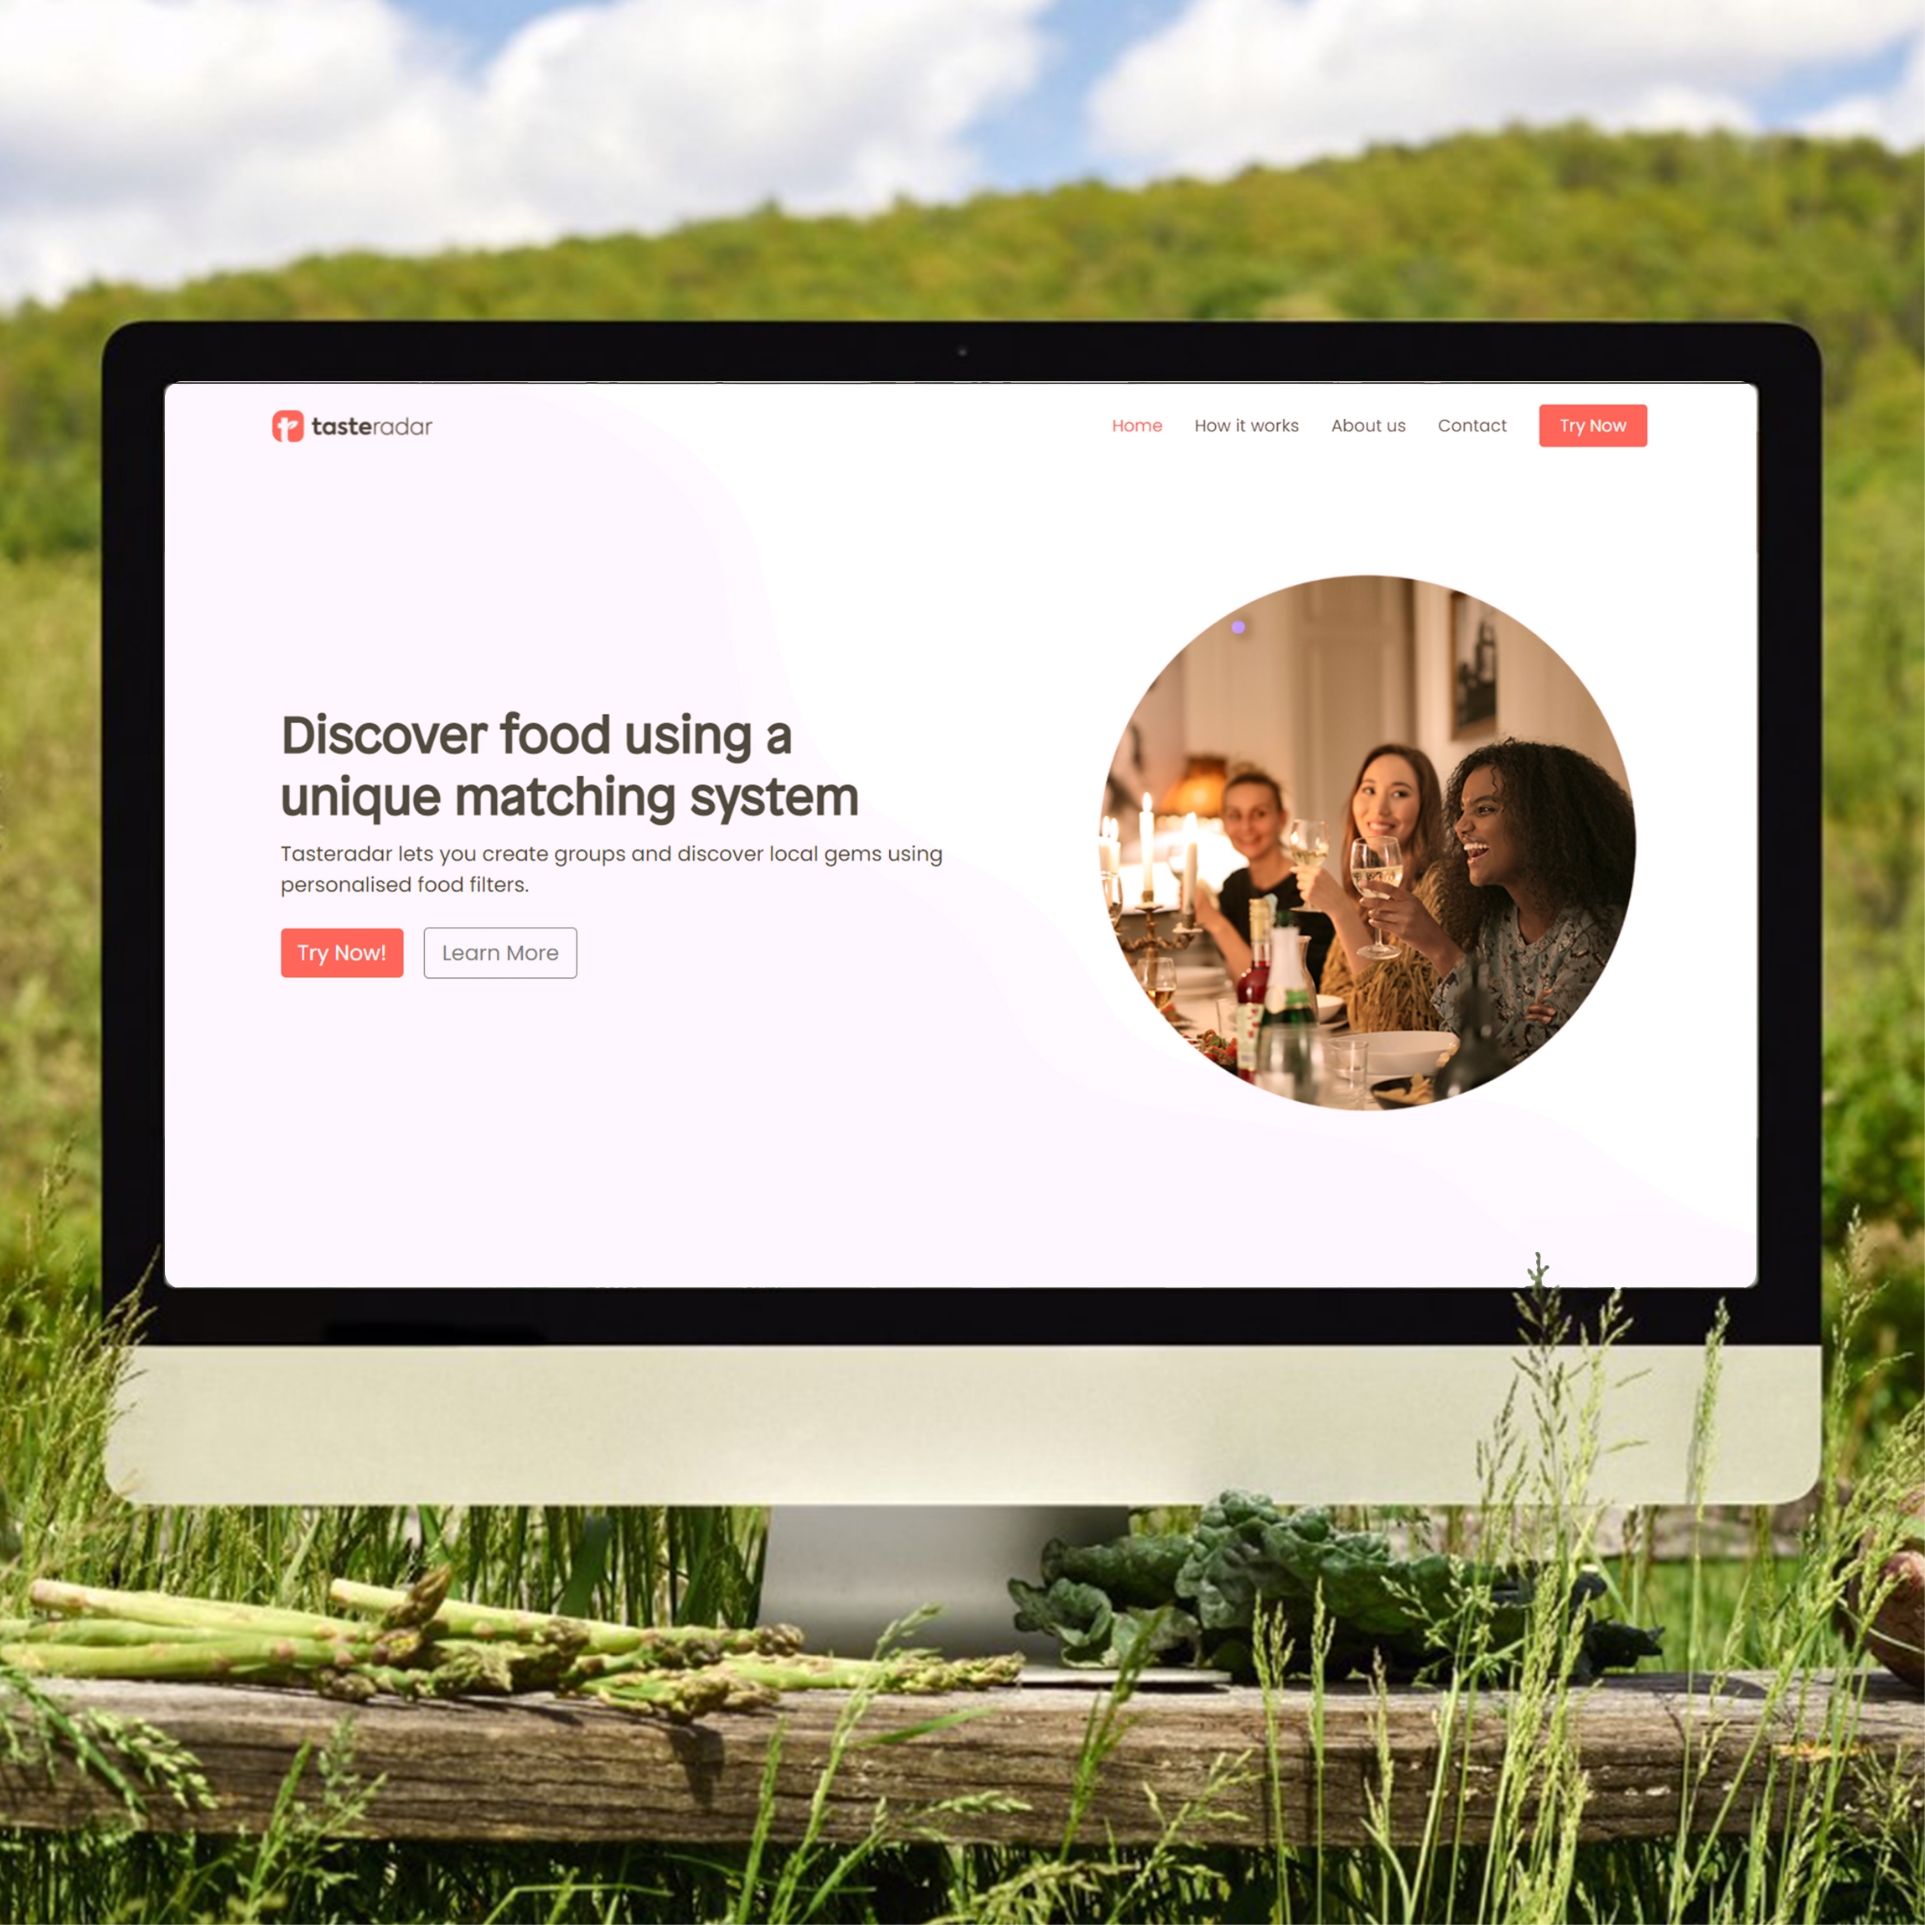 tasteradar
Home How it works About us Contact Try Now
Discover food using a
unique matching system
Tasteradar lets you create groups and discover local gems using
personalised food filters.
Try Now! Learn More